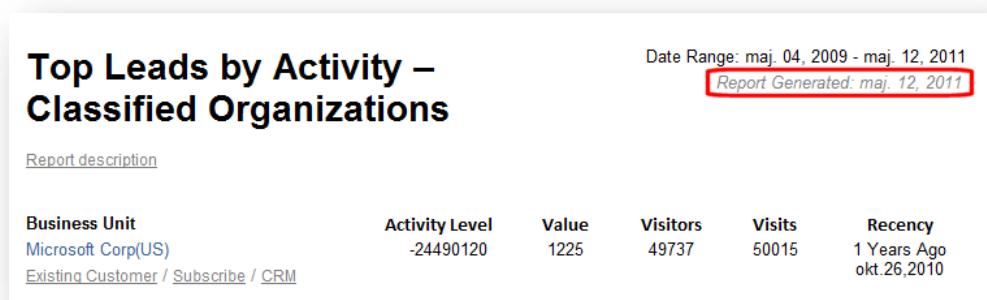 Top Leads by Activity –
Classified Organizations
Date Range: maj. 04, 2009 - maj. 12, 2011
Report Generated: maj. 12, 2011
Report description
Business Unit Activity Level Value Visitors Visits Recency
Microsoft Corp(US) -24490120 1225 49737 50015 1 Years Ago
okt.26,2010
Existing Customer / Subscribe / CRM